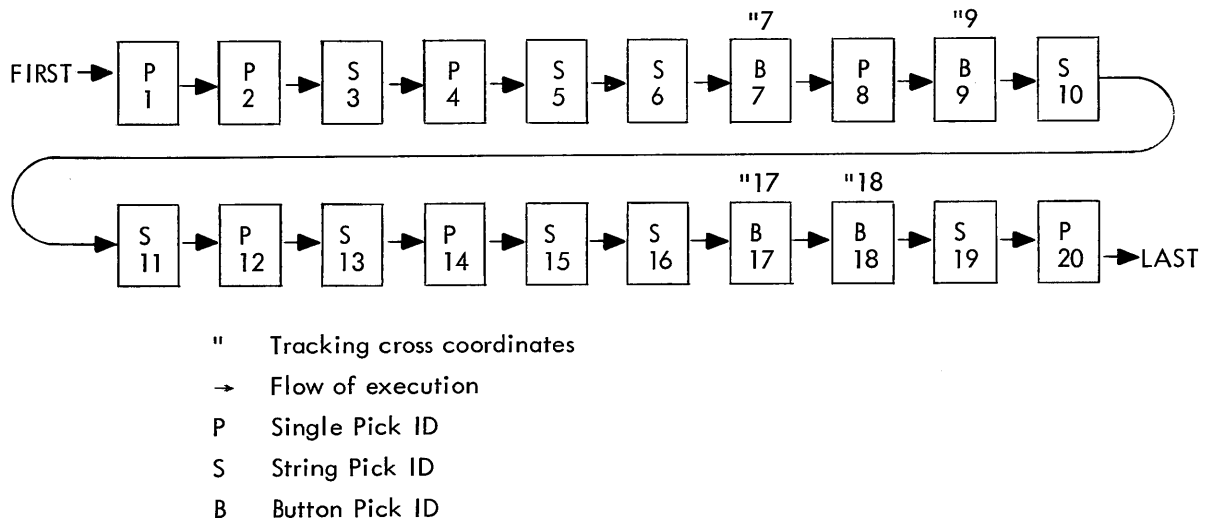 "7 "9
FIRST P P S P S S B P B S
1 2 3 4 5 6 7 8 9 10
"17 "18
S P S P S S B B S P LAST
11 12 13 14 15 16 17 18 19 20
" Tracking cross coordinates
→ Flow of execution
P Single Pick ID
S String Pick ID
B Button Pick ID